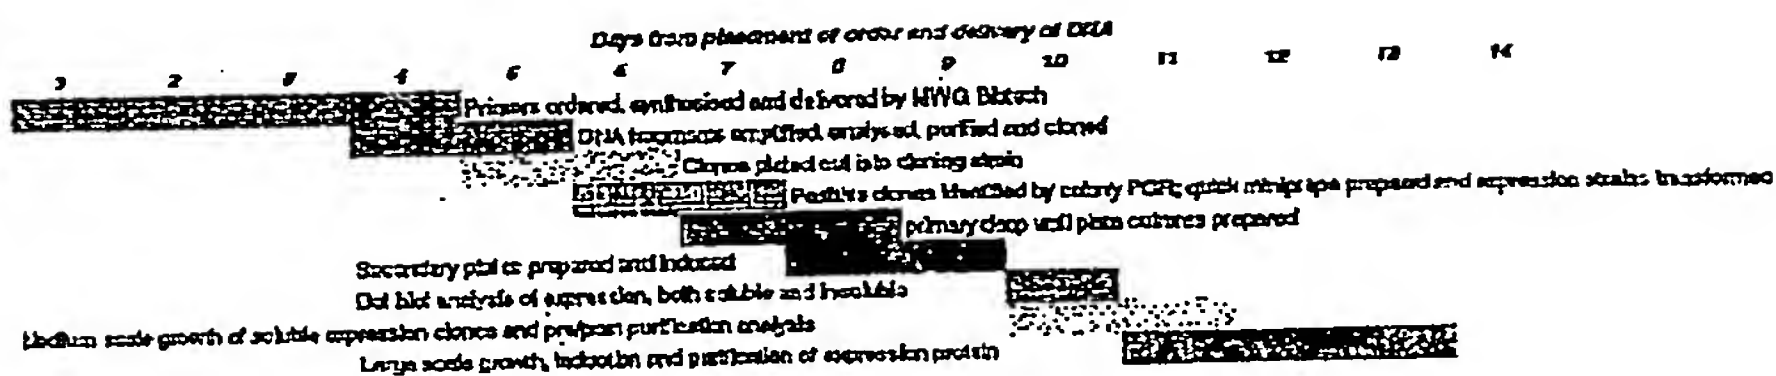 Days from placement of order and delivery of DNA
1 2 3 4 5 6 7 8 9 10 11 12 13 14
Primers ordered, synthesised and delivered by MWG Biotech
DNA fragments amplified, analysed, purified and cloned
Clones plated out into cloning strain
Positive clones identified by colony PCR; quick minipreps prepared and expression strains transformed
primary deep well plate cultures prepared
Secondary plates prepared and induced
Dot blot analysis of expression, both soluble and insoluble
Medium scale growth of soluble expression clones and pre/post purification analysis
Large scale growth, induction and purification of expression protein